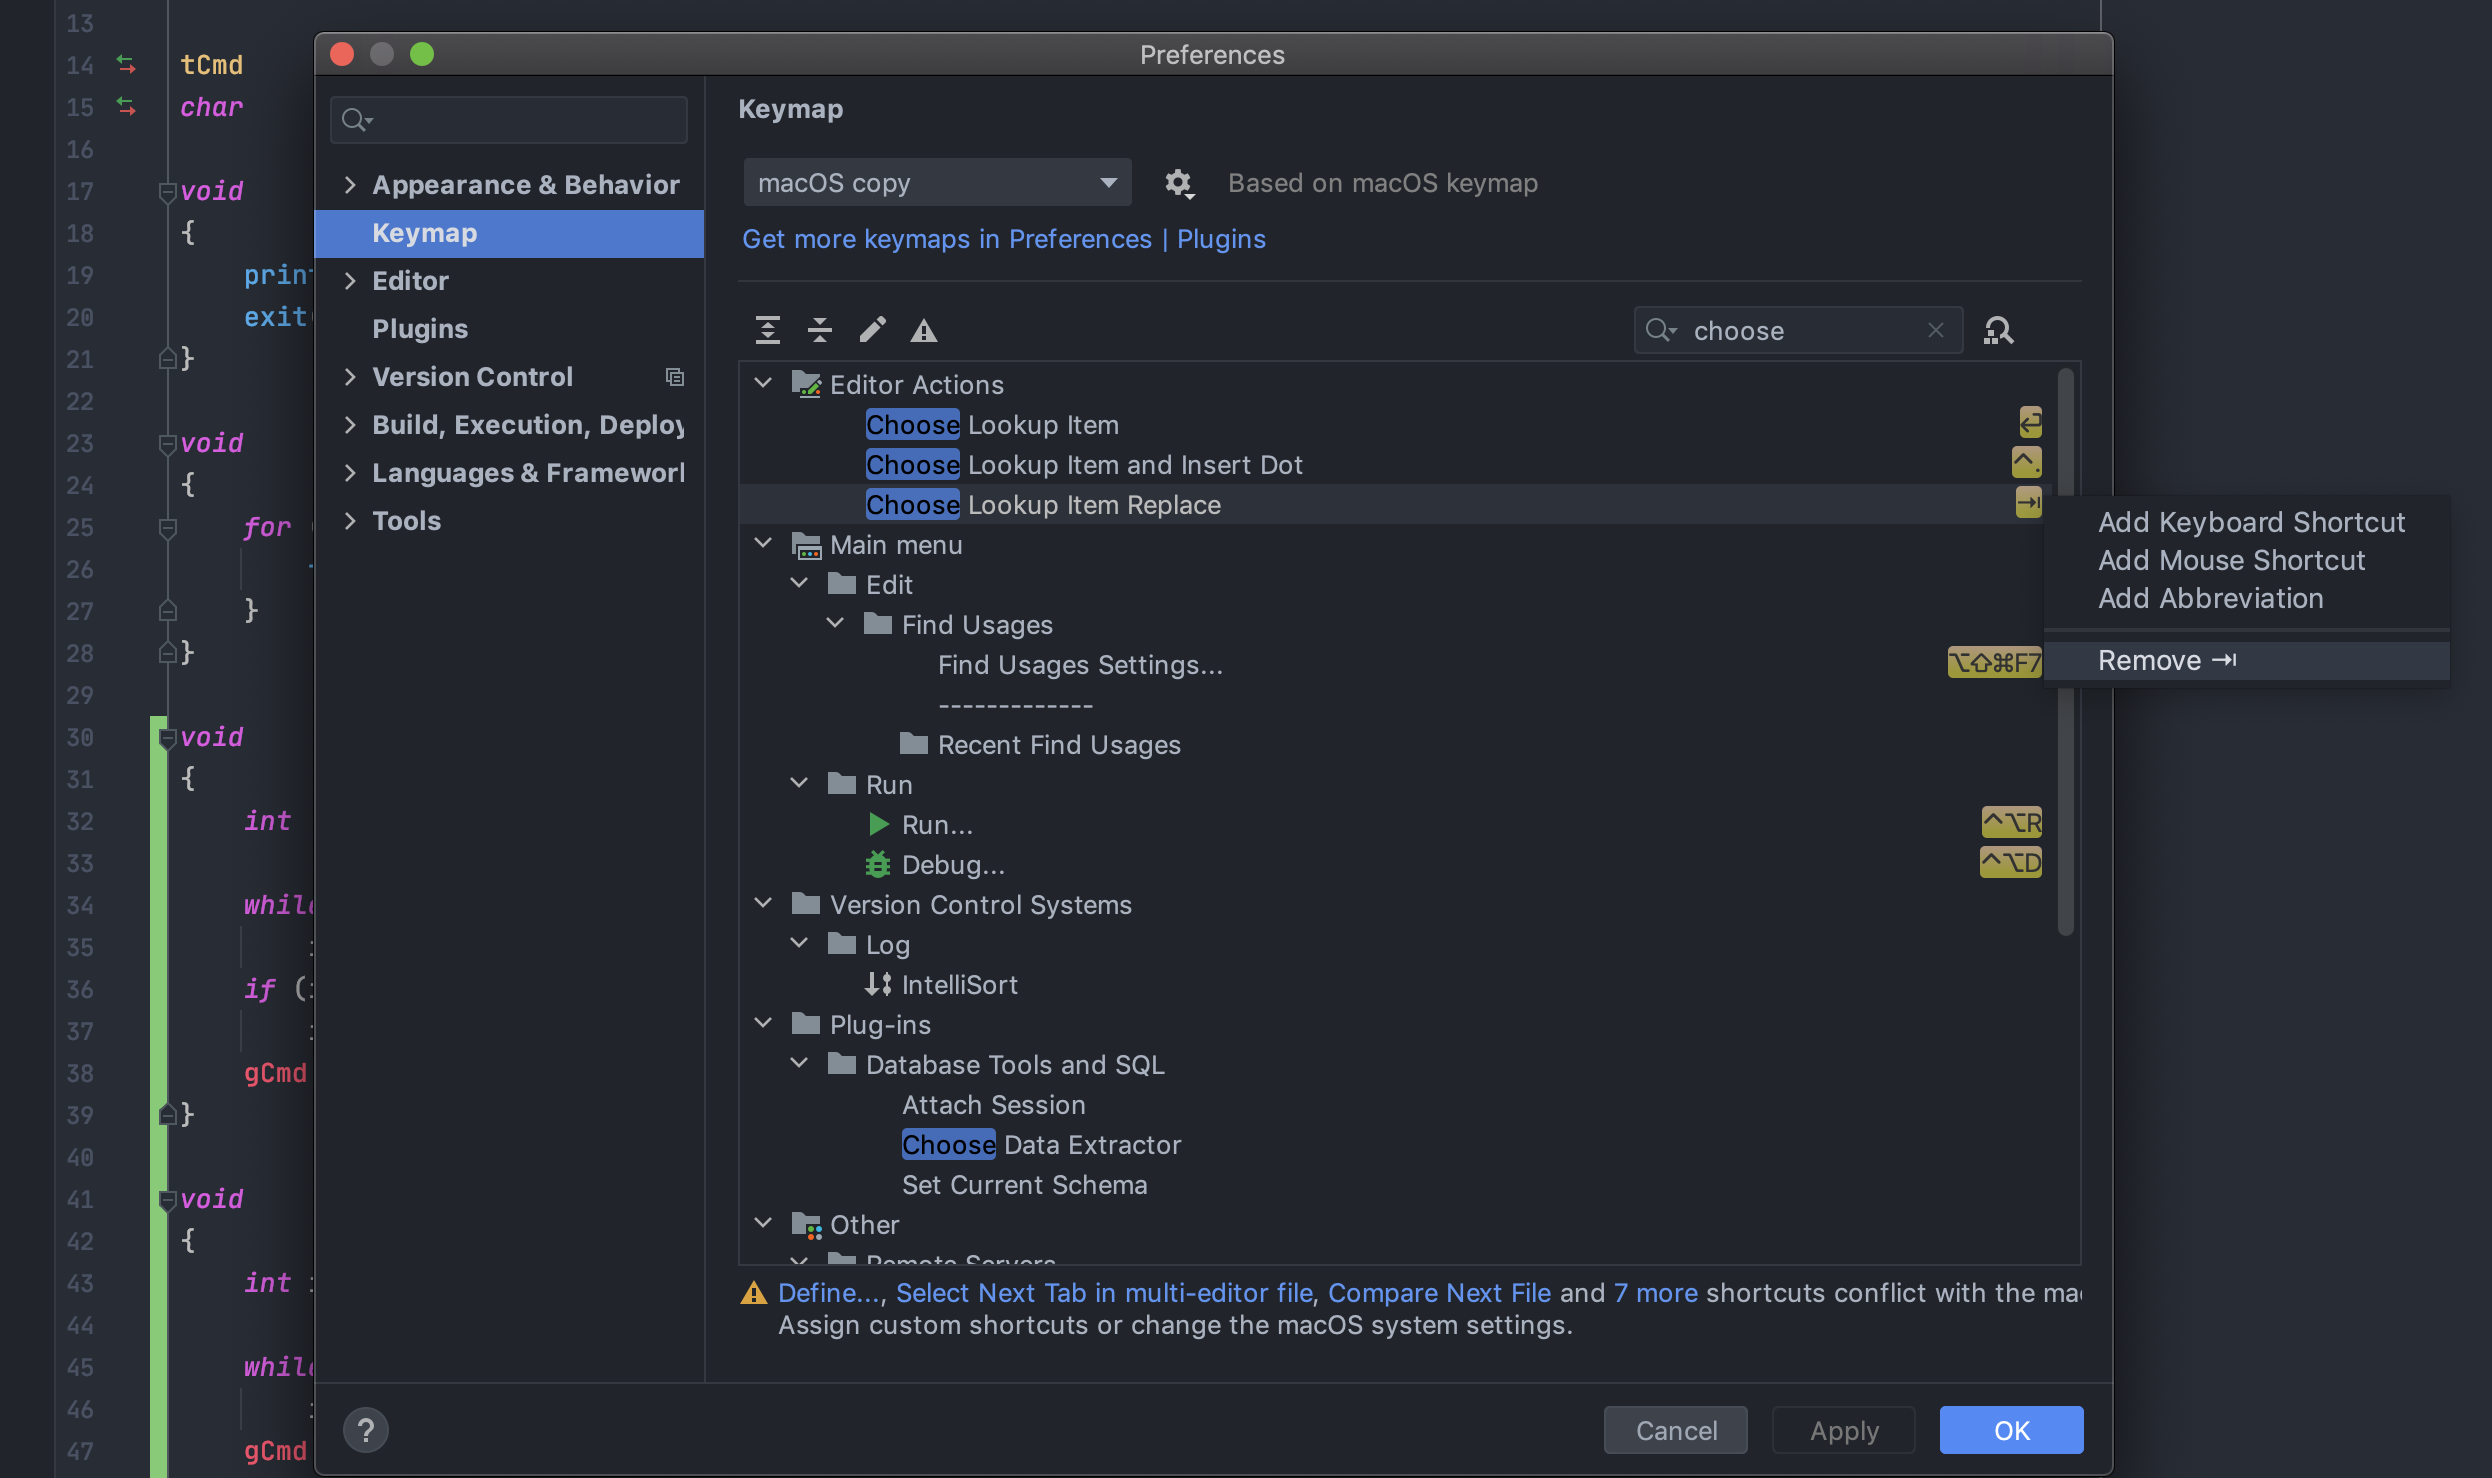 Preferences
13
14 tCmd
15 char
16
17 void
18 {
19
20 exit
21 }
22
23 void
24 {
25 for
26
27 }
28 }
29
30 void
31 {
32 int
33
34
35
36 if (
37
38 gCmd
39 }
40
41 void
42 {
43 int
44
45
46
47 gCmd
Appearance & Behavior
Keymap
Editor
Plugins
Version Control
Build, Execution, Deploy
Languages & Framework
Tools
Keymap
macOS copy
Based on macOS keymap
Get more keymaps in Preferences | Plugins
choose
Editor Actions
Choose Lookup Item ↩
Choose Lookup Item and Insert Dot ^.
Choose Lookup Item Replace ⇥
Main menu
Edit
Find Usages
Find Usages Settings... ⌥⇧⌘F7
-------------
Recent Find Usages
Run
Run... ^⌥R
Debug... ^⌥D
Version Control Systems
Log
IntelliSort
Plug-ins
Database Tools and SQL
Attach Session
Choose Data Extractor
Set Current Schema
Other
Remote Servers
Add Keyboard Shortcut
Add Mouse Shortcut
Add Abbreviation
Remove ⇥
Define..., Select Next Tab in multi-editor file, Compare Next File and 7 more shortcuts conflict with the mac
Assign custom shortcuts or change the macOS system settings.
?
Cancel
Apply
OK